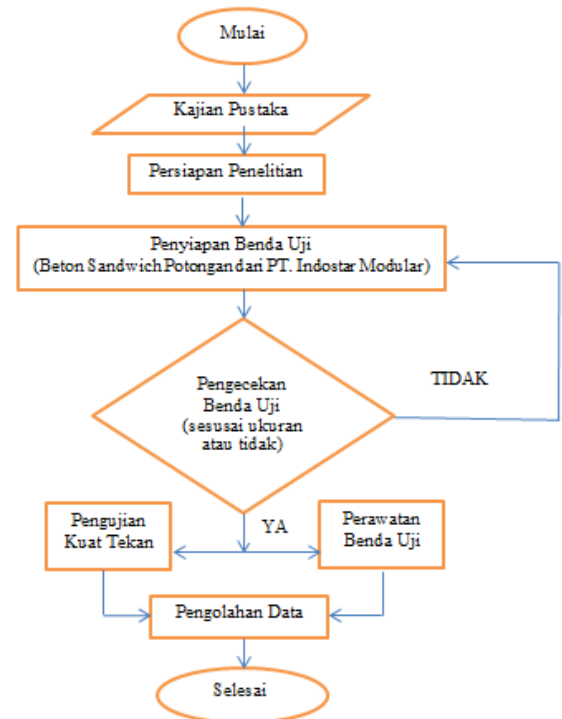 Mulai
Kajian Pustaka
Persiapan Penelitian
Penyiapan Benda Uji
(Beton Sandwich Potongan dari PT. Indostar Modular)
Pengecekan
Benda Uji
(sesusai ukuran
atau tidak)
TIDAK
YA
Pengujian
Kuat Tekan
Perawatan
Benda Uji
Pengolahan Data
Selesai